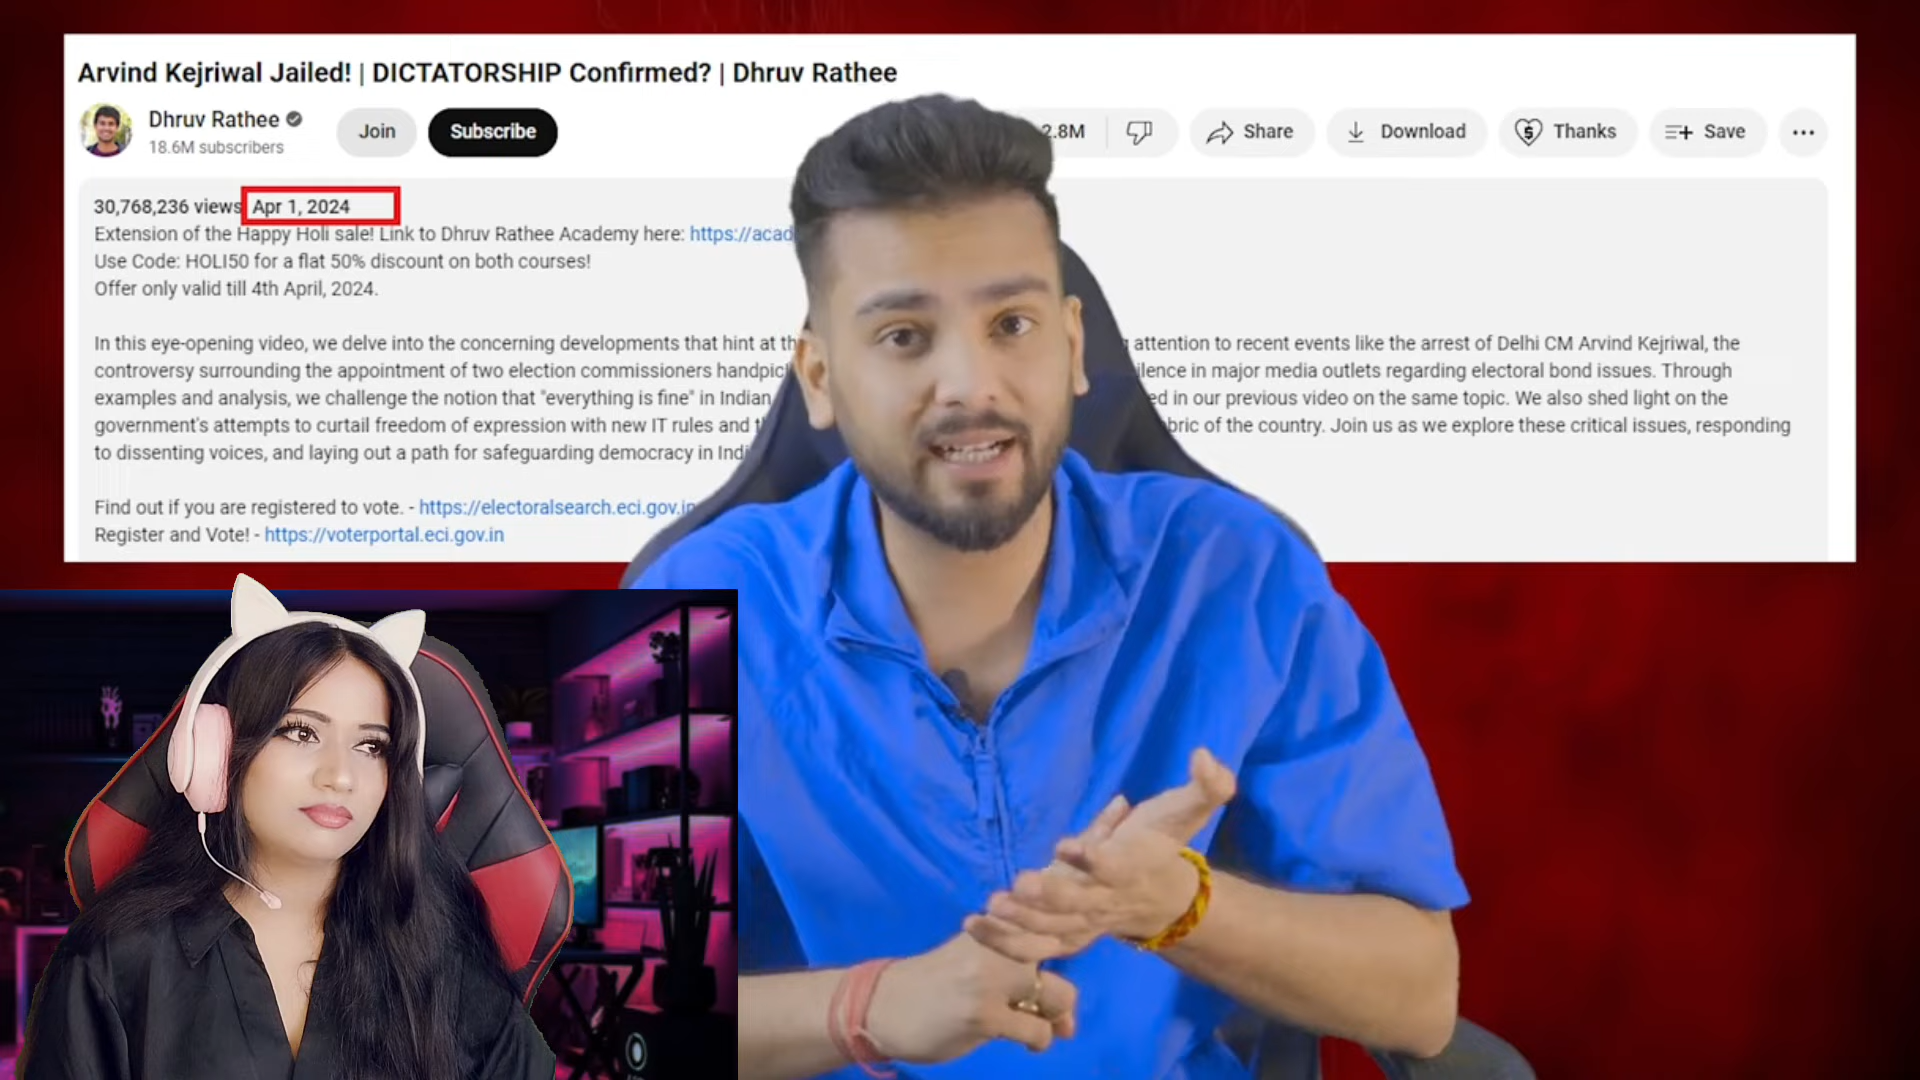 Arvind Kejriwal Jailed! | DICTATORSHIP Confirmed? | Dhruv Rathee
Dhruv Rathee
18.6M subscribers
Join
Subscribe
2.8M
Share
Download
Thanks
Save
30,768,236 views Apr 1, 2024
Extension of the Happy Holi sale! Link to Dhruv Rathee Academy here: https://acad
Use Code: HOLI50 for a flat 50% discount on both courses!
Offer only valid till 4th April, 2024.
In this eye-opening video, we delve into the concerning developments that hint at attention to recent events like the arrest of Delhi CM Arvind Kejriwal, the
controversy surrounding the appointment of two election commissioners in major media outlets regarding electoral bond issues. Through
examples and analysis, we challenge the notion that "everything is fine" in Indian in our previous video on the same topic. We also shed light on the
government's attempts to curtail freedom of expression with new IT rules and of the country. Join us as we explore these critical issues, responding
to dissenting voices, and laying out a path for safeguarding democracy in
Find out if you are registered to vote. - https://electoralsearch.eci.gov.in
Register and Vote! - https://voterportal.eci.gov.in